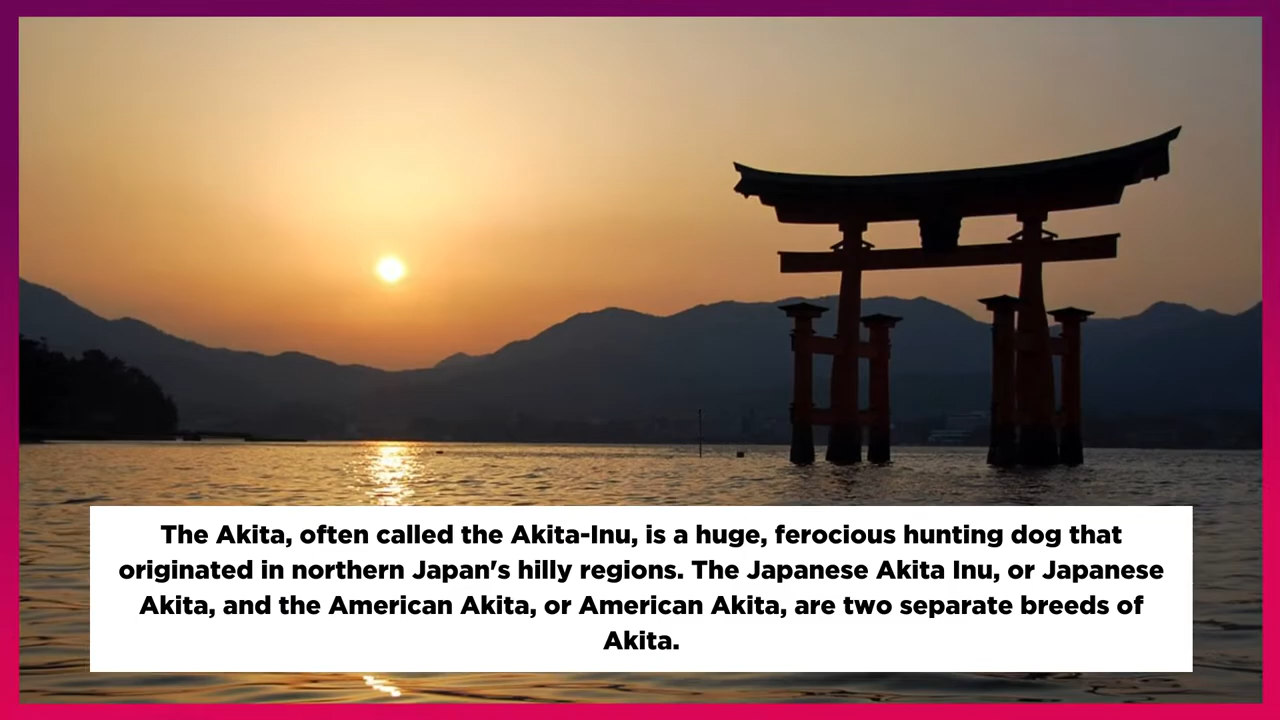 The Akita, often called the Akita-Inu, is a huge, ferocious hunting dog that
originated in northern Japan's hilly regions. The Japanese Akita Inu, or Japanese
Akita, and the American Akita, or American Akita, are two separate breeds of
Akita.